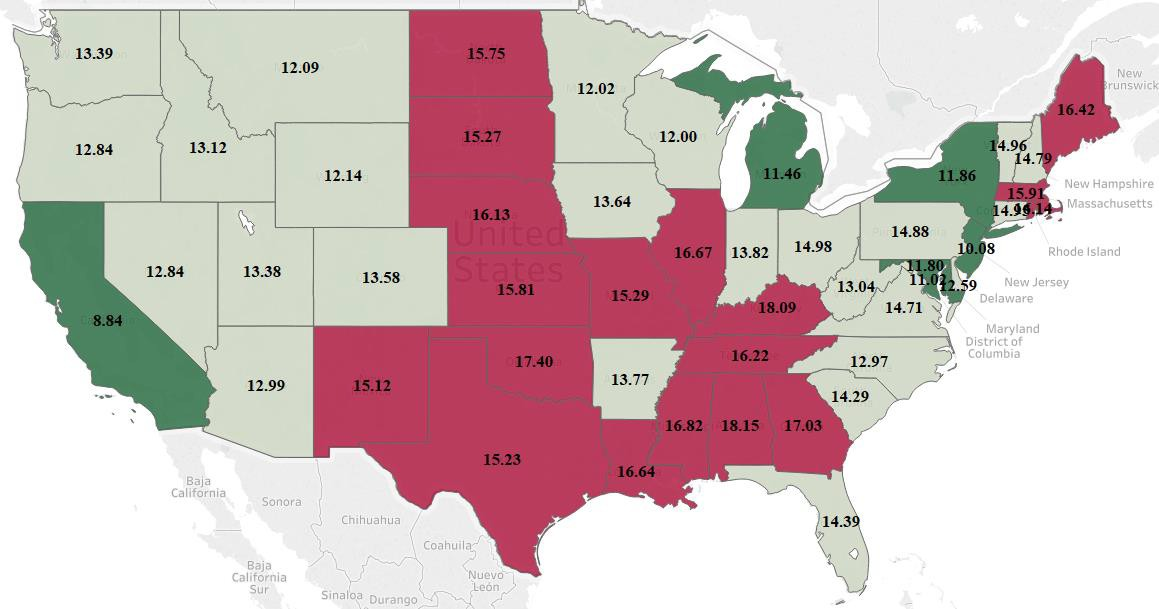 13.39
12.09
15.75
12.02
12.00
11.46
16.42
New
Brunswick
12.84
13.12
12.14
15.27
13.64
11.86
14.96
14.79
New Hampshire
15.91
Massachusetts
16.13
United
States
16.67
13.82
14.98
14.88
10.08
Rhode Island
12.84
13.38
13.58
15.81
15.29
18.09
13.04
11.80
11.02
12.59
New Jersey
Delaware
14.71
Maryland
District of
Columbia
8.84
12.99
15.12
17.40
13.77
16.22
12.97
14.29
16.82
18.15
17.03
15.23
16.64
14.39
Baja
California
Sonora
Chihuahua
Coahuila
Baja
California
Sur
Sinaloa
Durango
Nuevo
León